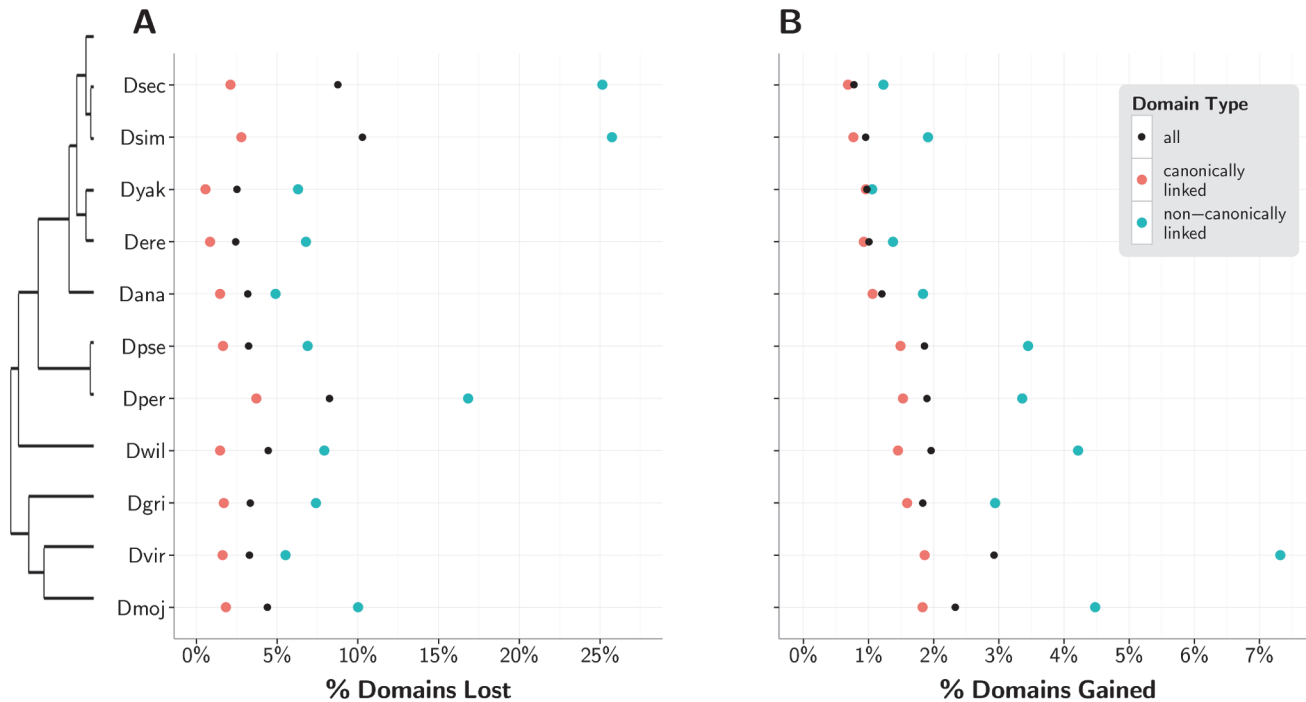 A
B
Dsec
Dsim
Dyak
Dere
Dana
Dpse
Dper
Dwil
Dgri
Dvir
Dmoj
0% 5% 10% 15% 20% 25%
% Domains Lost
Domain Type
all
canonically
linked
non−canonically
linked
0% 1% 2% 3% 4% 5% 6% 7%
% Domains Gained